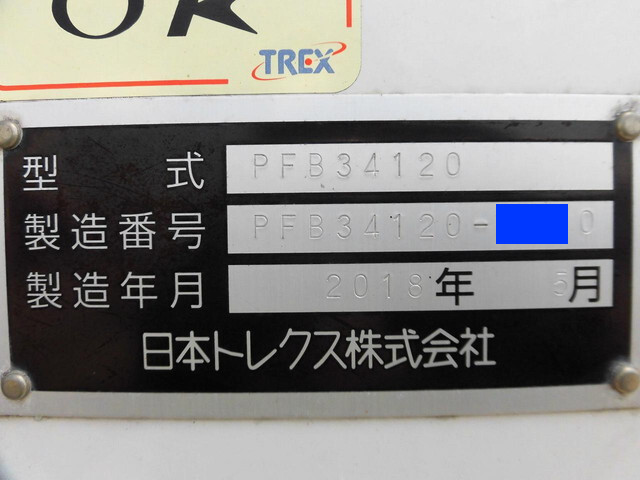 OK
TREX
型式 PFB34120
製造番号 PFB34120- 0
製造年月 2018年 5月
日本トレクス株式会社